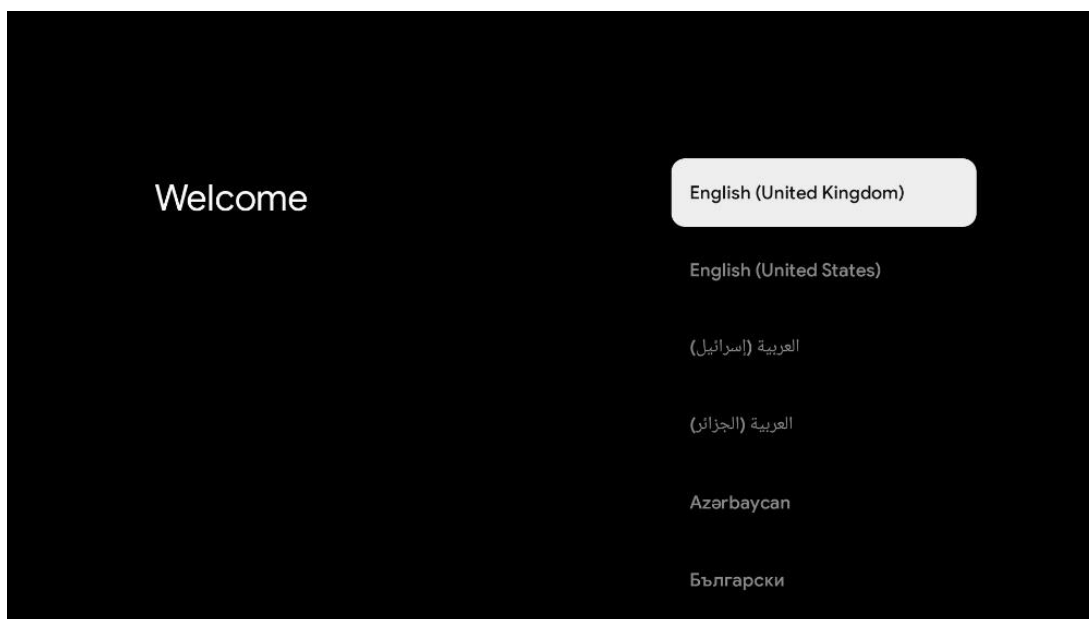 Welcome
English (United Kingdom)
English (United States)
العربية (إسرائيل)
العربية (الجزائر)
Azərbaycan
Български